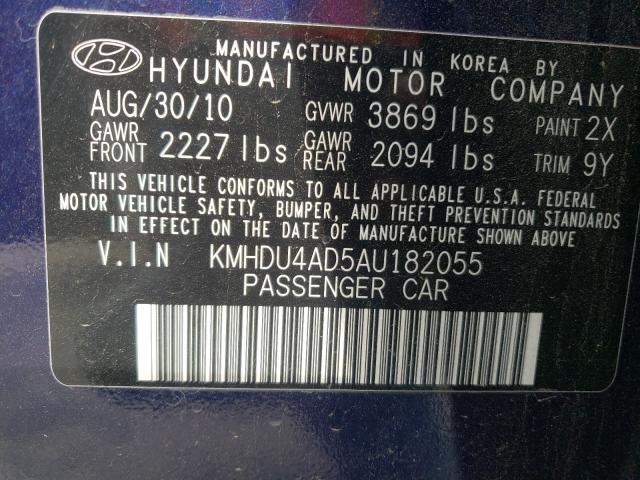 MANUFACTURED IN KOREA BY
HYUNDAI MOTOR COMPANY
AUG/30/10 GVWR 3869 lbs PAINT 2X
GAWR FRONT 2227 lbs GAWR REAR 2094 lbs TRIM 9Y
THIS VEHICLE CONFORMS TO ALL APPLICABLE U.S.A. FEDERAL
MOTOR VEHICLE SAFETY, BUMPER, AND THEFT PREVENTION STANDARDS
IN EFFECT ON THE DATE OF MANUFACTURE SHOWN ABOVE.
V.I.N KMHDU4AD5AU182055
PASSENGER CAR